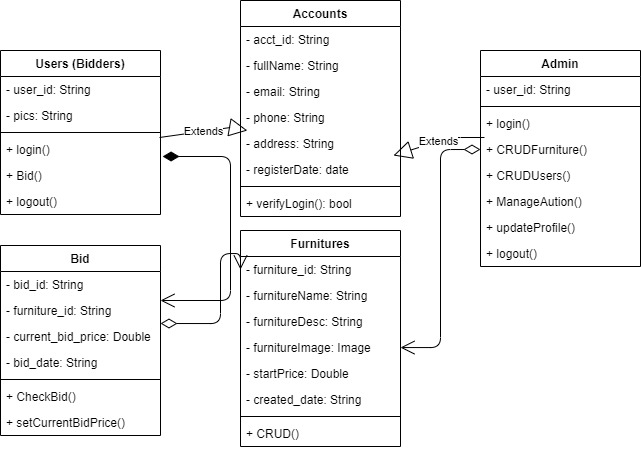 Accounts
- acct_id: String
- fullName: String
- email: String
- phone: String
- address: String
- registerDate: date
+ verifyLogin(): bool
Users (Bidders)
- user_id: String
- pics: String
+ login()
+ Bid()
+ logout()
Extends
Extends
Admin
- user_id: String
+ login()
+ CRUDFurniture()
+ CRUDUsers()
+ ManageAution()
+ updateProfile()
+ logout()
Bid
- bid_id: String
- furniture_id: String
- current_bid_price: Double
- bid_date: String
+ CheckBid()
+ setCurrentBidPrice()
Furnitures
- furniture_id: String
- furnitureName: String
- furnitureDesc: String
- furnitureImage: Image
- startPrice: Double
- created_date: String
+ CRUD()